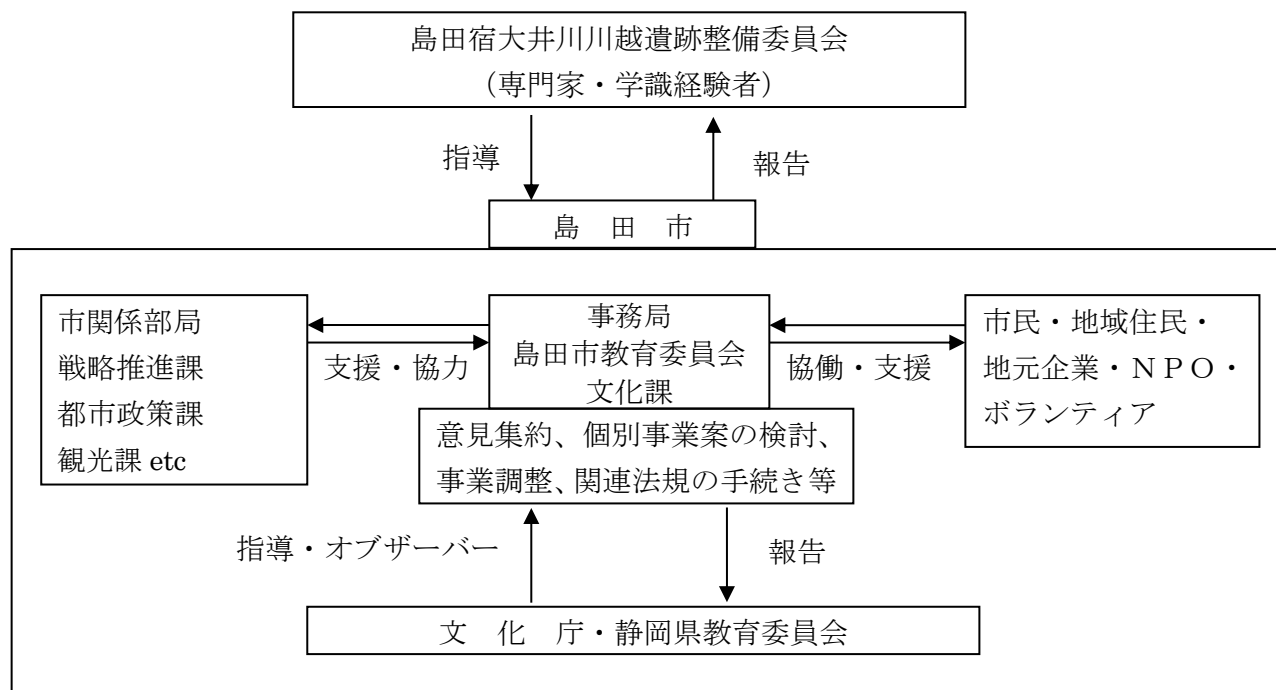 島田宿大井川川越遺跡整備委員会
（専門家・学識経験者）
指導
報告
島　田　市
市関係部局
戦略推進課
都市政策課
観光課 etc
支援・協力
事務局
島田市教育委員会
文化課
協働・支援
市民・地域住民・
地元企業・ＮＰＯ・
ボランティア
意見集約、個別事業案の検討、
事業調整、関連法規の手続き等
指導・オブザーバー
報告
文　化　庁・静岡県教育委員会